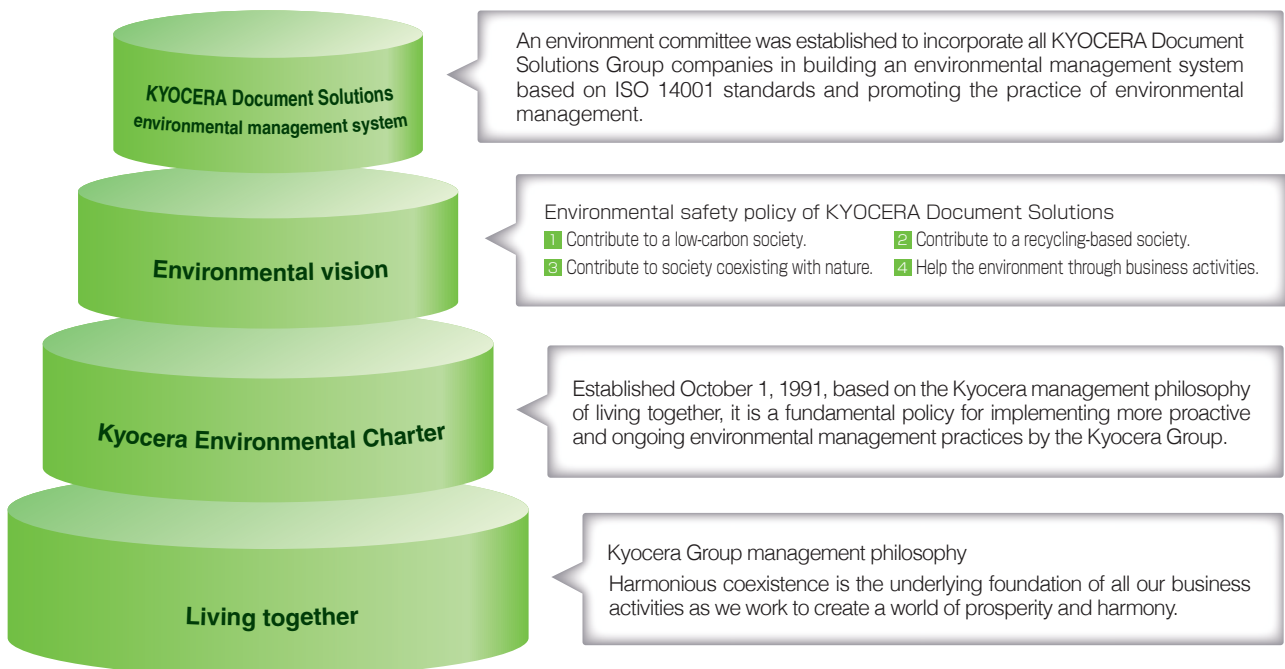 KYOCERA Document Solutions
environmental management system
An environment committee was established to incorporate all KYOCERA Document
Solutions Group companies in building an environmental management system
based on ISO 14001 standards and promoting the practice of environmental
management.
Environmental vision
Environmental safety policy of KYOCERA Document Solutions
1 Contribute to a low-carbon society.
2 Contribute to a recycling-based society.
3 Contribute to society coexisting with nature.
4 Help the environment through business activities.
Kyocera Environmental Charter
Established October 1, 1991, based on the Kyocera management philosophy
of living together, it is a fundamental policy for implementing more proactive
and ongoing environmental management practices by the Kyocera Group.
Living together
Kyocera Group management philosophy
Harmonious coexistence is the underlying foundation of all our business
activities as we work to create a world of prosperity and harmony.